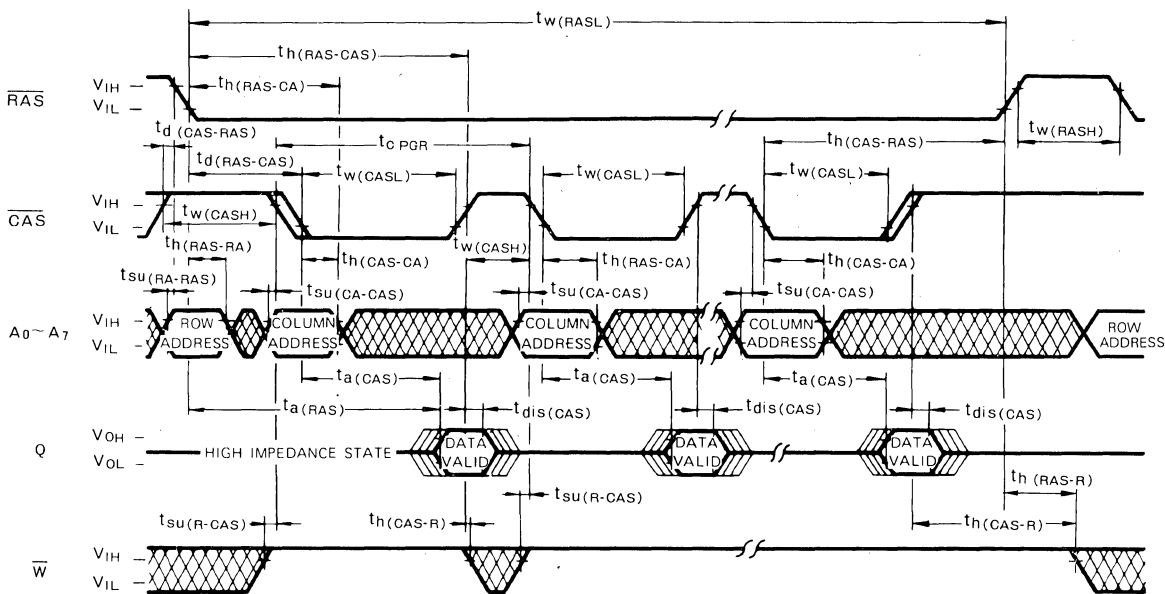 tw(RASL)
th(RAS-CAS)
th(RAS-CA)
RAS
VIH
VIL
td(CAS-RAS)
tc PGR
th(CAS-RAS)
tw(RASH)
td(RAS-CAS)
tw(CASL)
tw(CASL)
tw(CASL)
CAS
VIH
VIL
tw(CASH)
th(RAS-RA)
tw(CASH)
th(CAS-CA)
th(RAS-CA)
th(CAS-CA)
tsu(RA-RAS)
tsu(CA-CAS)
tsu(CA-CAS)
tsu(CA-CAS)
A0~A7
VIH
VIL
ROW ADDRESS
COLUMN ADDRESS
COLUMN ADDRESS
COLUMN ADDRESS
ROW ADDRESS
ta(CAS)
ta(CAS)
ta(CAS)
ta(RAS)
tdis(CAS)
tdis(CAS)
tdis(CAS)
Q
VOH
VOL
HIGH IMPEDANCE STATE
DATA VALID
DATA VALID
DATA VALID
th(RAS-R)
tsu(R-CAS)
tsu(R-CAS)
th(CAS-R)
th(CAS-R)
W
VIH
VIL